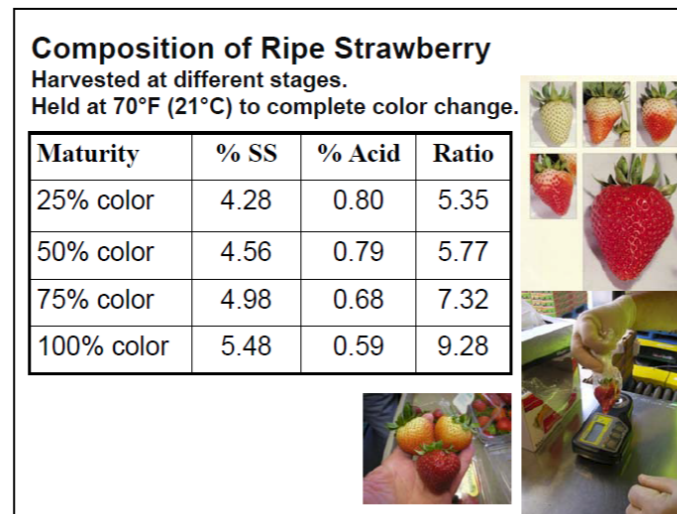 Composition of Ripe Strawberry
Harvested at different stages.
Held at 70°F (21°C) to complete color change.
Maturity % SS % Acid Ratio
25% color 4.28 0.80 5.35
50% color 4.56 0.79 5.77
75% color 4.98 0.68 7.32
100% color 5.48 0.59 9.28